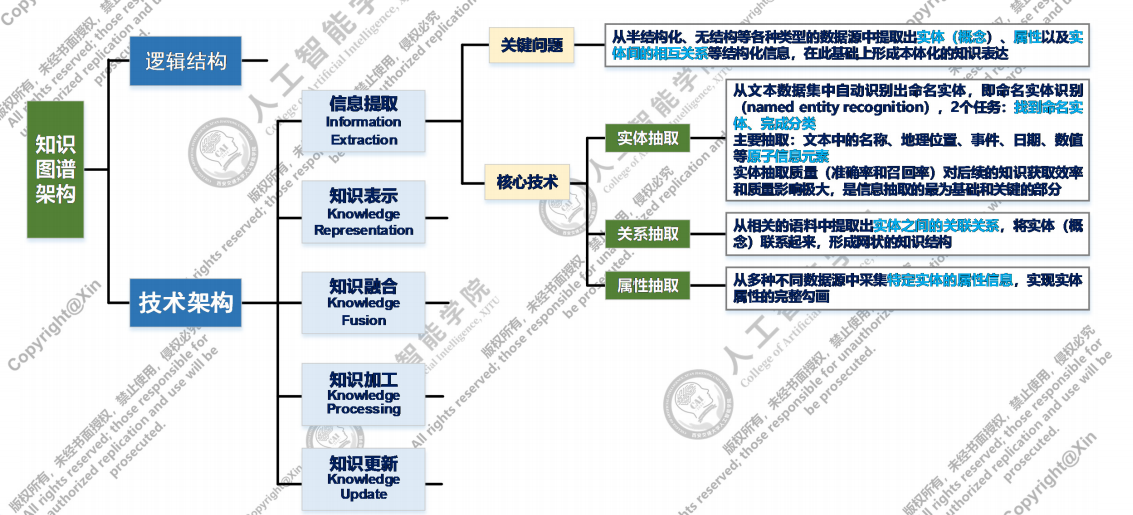 知识
图谱
架构
逻辑结构
技术架构
信息提取
Information
Extraction
知识表示
Knowledge
Representation
知识融合
Knowledge
Fusion
知识加工
Knowledge
Processing
知识更新
Knowledge
Update
关键问题
从半结构化、无结构等各种类型的数据源中提取出实体（概念）、属性以及实
体间的相互关系等结构化信息，在此基础上形成本体化的知识表达
核心技术
实体抽取
从文本数据集中自动识别出命名实体，即命名实体识别
（named entity recognition），2个任务：找到命名实
体、完成分类
主要抽取：文本中的名称、地理位置、事件、日期、数值
等原子信息元素
实体抽取质量（准确率和召回率）对后续的知识获取效率
和质量影响极大，是信息抽取的最为基础和关键的部分
关系抽取
从相关的语料中提取出实体之间的关联关系，将实体（概
念）联系起来，形成网状的知识结构
属性抽取
从多种不同数据源中采集特定实体的属性信息，实现实体
属性的完整勾画
人工智能学院
College of Artificial Intelligence, XJTU
版权所有，未经书面授权，禁止使用，侵权必究
All rights reserved; those responsible for
unauthorized replication and use will be
prosecuted.
Copyright@Xin